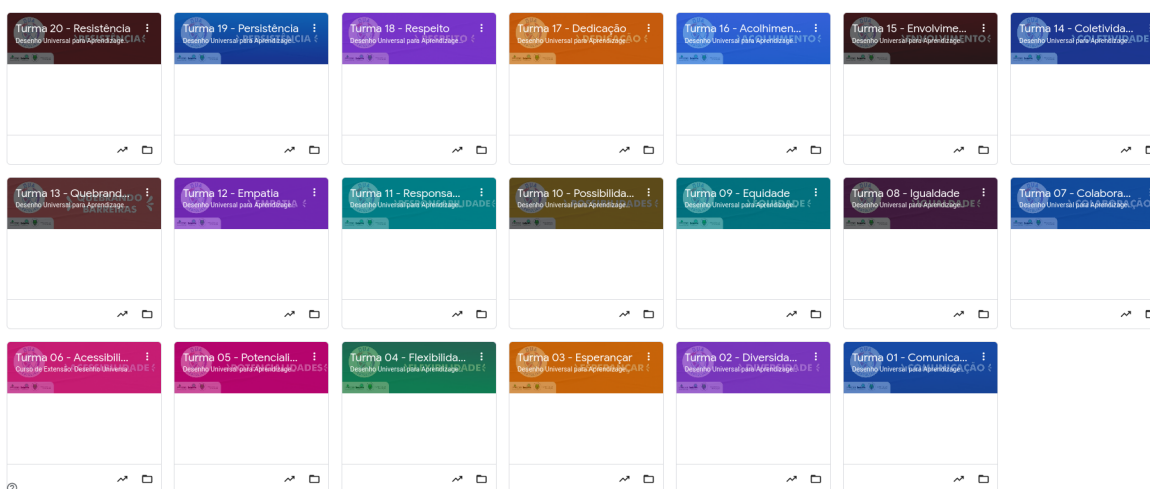 Turma 20 - Resistência
Desenho Universal para Aprendizage...
Turma 19 - Persistência
Desenho Universal para Aprendizage...
Turma 18 - Respeito
Desenho Universal para Aprendizage...
Turma 17 - Dedicação
Desenho Universal para Aprendizage...
Turma 16 - Acolhimen...
Desenho Universal para Aprendizage...
Turma 15 - Envolvime...
Desenho Universal para Aprendizage...
Turma 14 - Coletivida...
Desenho Universal para Aprendizage...
Turma 13 - Quebrand...
Desenho Universal para Aprendizage...
QUEBRANDO
BARREIRAS
Turma 12 - Empatia
Desenho Universal para Aprendizage...
Turma 11 - Responsa...
Desenho Universal para Aprendizage...
Turma 10 - Possibilida...
Desenho Universal para Aprendizage...
Turma 09 - Equidade
Desenho Universal para Aprendizage...
Turma 08 - Igualdade
Desenho Universal para Aprendizage...
Turma 07 - Colabora...
Desenho Universal para Aprendizage...
Turma 06 - Acessibili...
Curso de Extensão: Desenho Universa...
Turma 05 - Potenciali...
Desenho Universal para Aprendizage...
Turma 04 - Flexibilida...
Desenho Universal para Aprendizage...
Turma 03 - Esperançar
Desenho Universal para Aprendizage...
Turma 02 - Diversida...
Desenho Universal para Aprendizage...
Turma 01 - Comunica...
Desenho Universal para Aprendizage...